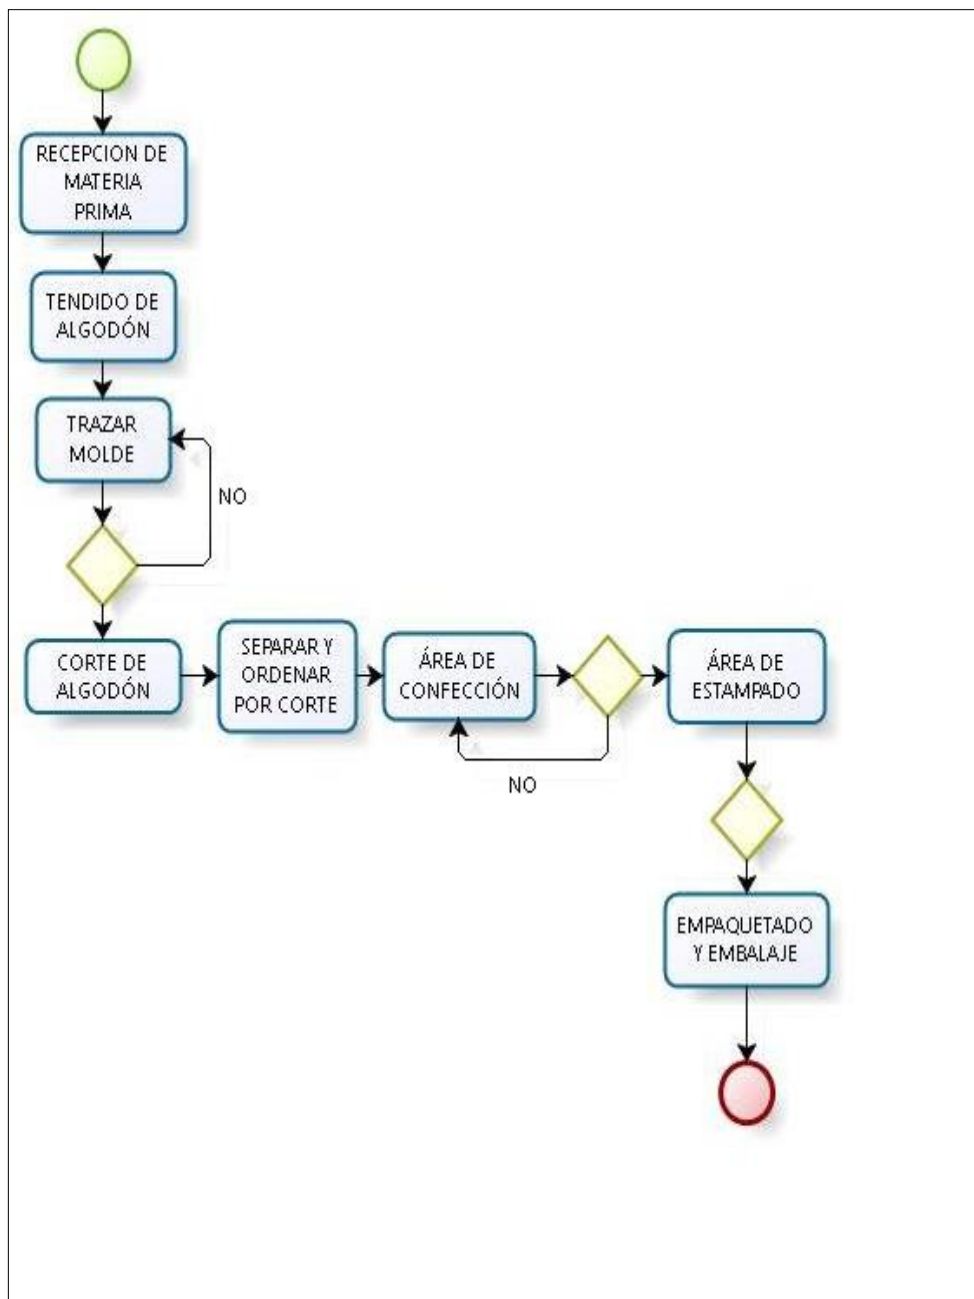 RECEPCION DE
MATERIA
PRIMA
TENDIDO DE
ALGODÓN
TRAZAR
MOLDE
NO
CORTE DE
ALGODÓN
SEPARAR Y
ORDENAR
POR CORTE
ÁREA DE
CONFECCIÓN
NO
ÁREA DE
ESTAMPADO
EMPAQUETADO
Y EMBALAJE